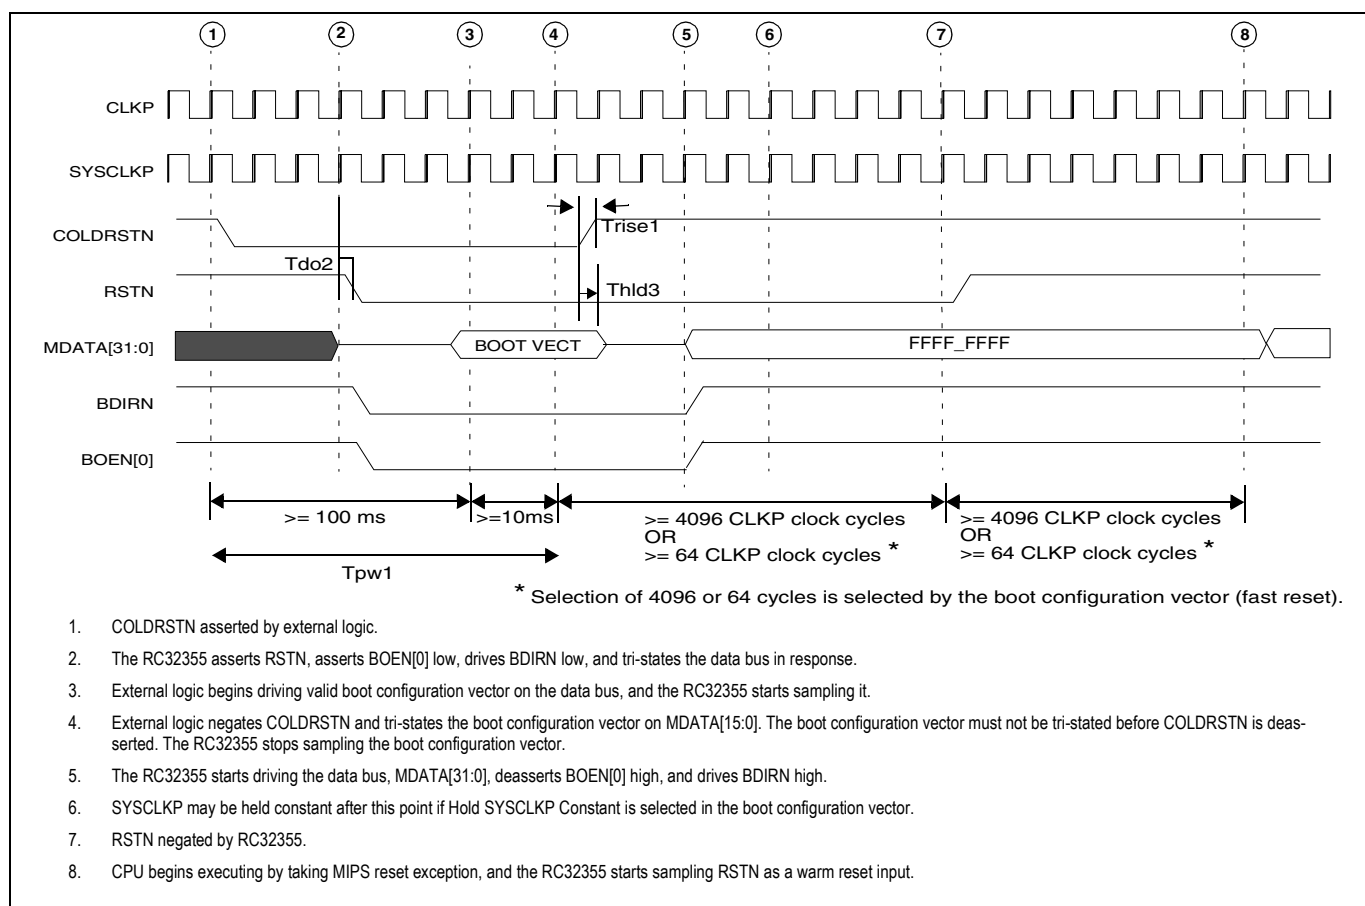 1 2 3 4 5 6 7 8
CLKP
SYSCLKP
COLDRSTN
Trise1
Tdo2
RSTN
Thld3
MDATA[31:0]
BOOT VECT
FFFF_FFFF
BDIRN
BOEN[0]
>= 100 ms
>=10ms
>= 4096 CLKP clock cycles
OR
>= 64 CLKP clock cycles *
>= 4096 CLKP clock cycles
OR
>= 64 CLKP clock cycles *
Tpw1
* Selection of 4096 or 64 cycles is selected by the boot configuration vector (fast reset).
1. COLDRSTN asserted by external logic.
2. The RC32355 asserts RSTN, asserts BOEN[0] low, drives BDIRN low, and tri-states the data bus in response.
3. External logic begins driving valid boot configuration vector on the data bus, and the RC32355 starts sampling it.
4. External logic negates COLDRSTN and tri-states the boot configuration vector on MDATA[15:0]. The boot configuration vector must not be tri-stated before COLDRSTN is deas-
serted. The RC32355 stops sampling the boot configuration vector.
5. The RC32355 starts driving the data bus, MDATA[31:0], deasserts BOEN[0] high, and drives BDIRN high.
6. SYSCLKP may be held constant after this point if Hold SYSCLKP Constant is selected in the boot configuration vector.
7. RSTN negated by RC32355.
8. CPU begins executing by taking MIPS reset exception, and the RC32355 starts sampling RSTN as a warm reset input.